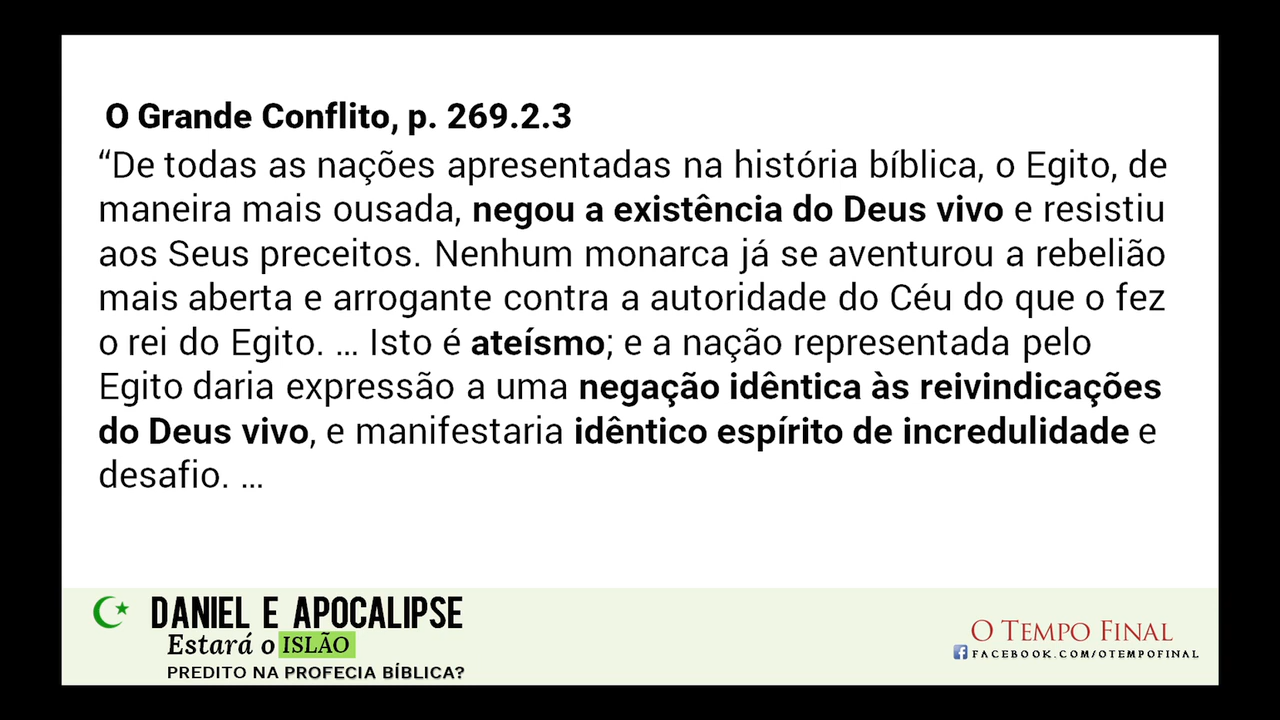 O Grande Conflito, p. 269.2.3
“De todas as nações apresentadas na história bíblica, o Egito, de
maneira mais ousada, negou a existência do Deus vivo e resistiu
aos Seus preceitos. Nenhum monarca já se aventurou a rebelião
mais aberta e arrogante contra a autoridade do Céu do que o fez
o rei do Egito. ... Isto é ateísmo; e a nação representada pelo
Egito daria expressão a uma negação idêntica às reivindicações
do Deus vivo, e manifestaria idêntico espírito de incredulidade e
desafio. ...
DANIEL E APOCALIPSE
Estará o ISLÃO
PREDITO NA PROFECIA BÍBLICA?
O TEMPO FINAL
FACEBOOK.COM/OTEMPOFINAL